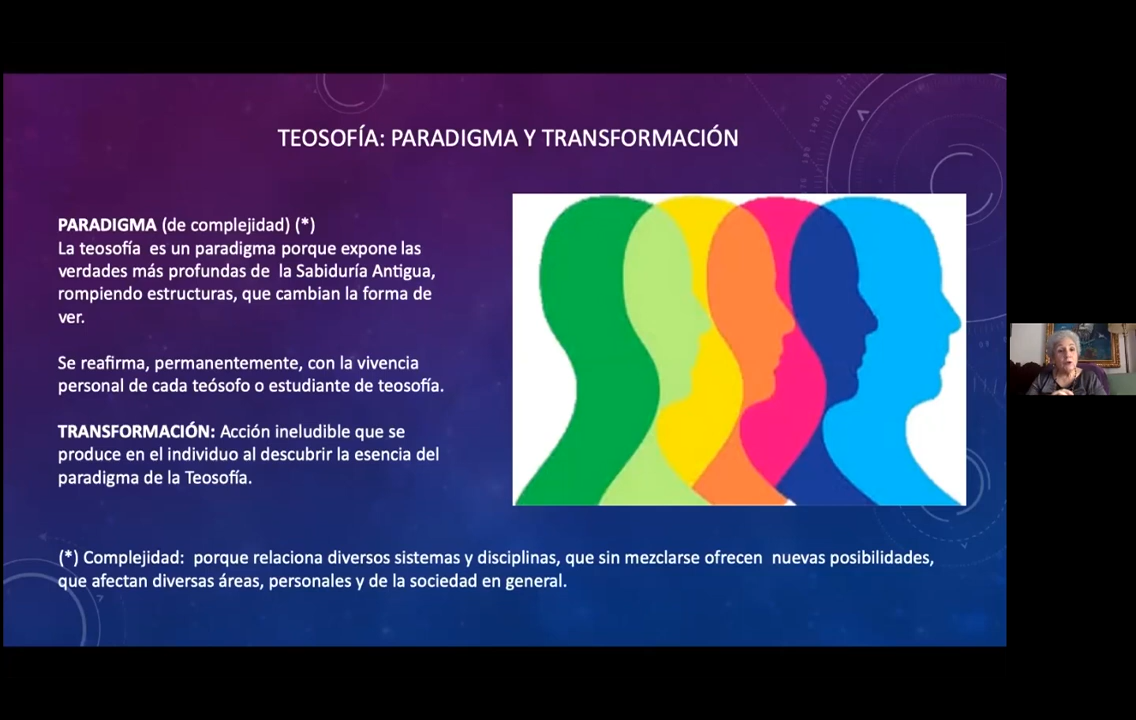 TEOSOFÍA: PARADIGMA Y TRANSFORMACIÓN
PARADIGMA (de complejidad) (*)
La teosofía es un paradigma porque expone las
verdades más profundas de la Sabiduría Antigua,
rompiendo estructuras, que cambian la forma de
ver.
Se reafirma, permanentemente, con la vivencia
personal de cada teósofo o estudiante de teosofía.
TRANSFORMACIÓN: Acción ineludible que se
produce en el individuo al descubrir la esencia del
paradigma de la Teosofía.
(*) Complejidad: porque relaciona diversos sistemas y disciplinas, que sin mezclarse ofrecen nuevas posibilidades,
que afectan diversas áreas, personales y de la sociedad en general.